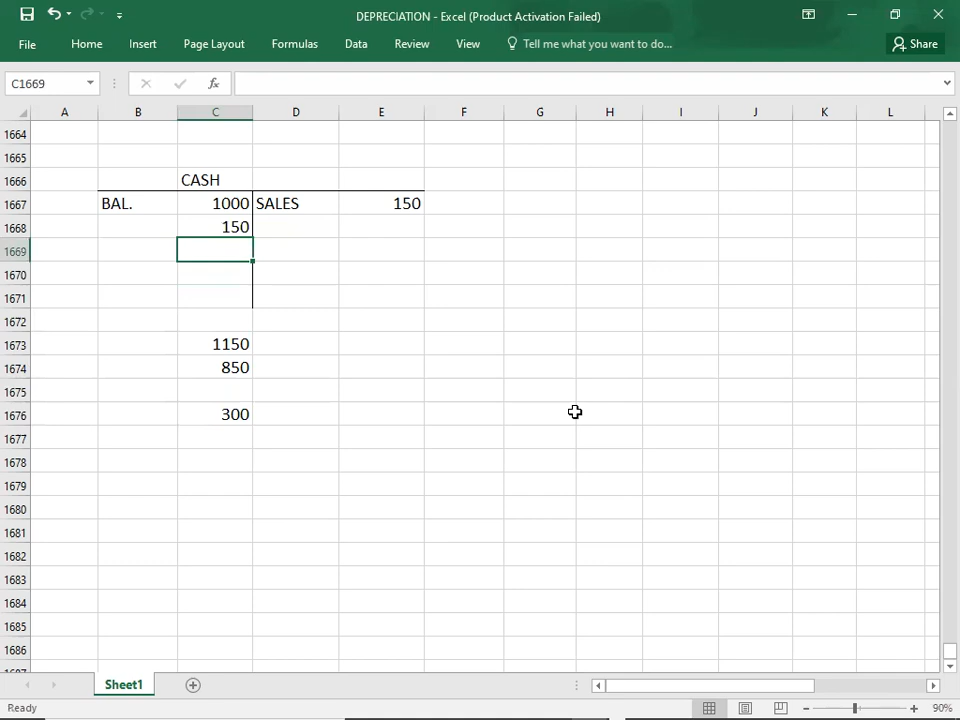 DEPRECIATION - Excel (Product Activation Failed)
File Home Insert Page Layout Formulas Data Review View Tell me what you want to do... Share
C1669 fx
A B C D E F G H I J K L
1664
1665
1666 CASH
1667 BAL. 1000 SALES 150
1668 150
1669
1670
1671
1672
1673 1150
1674 850
1675
1676 300
1677
1678
1679
1680
1681
1682
1683
1684
1685
1686
1687
Sheet1
Ready 90%